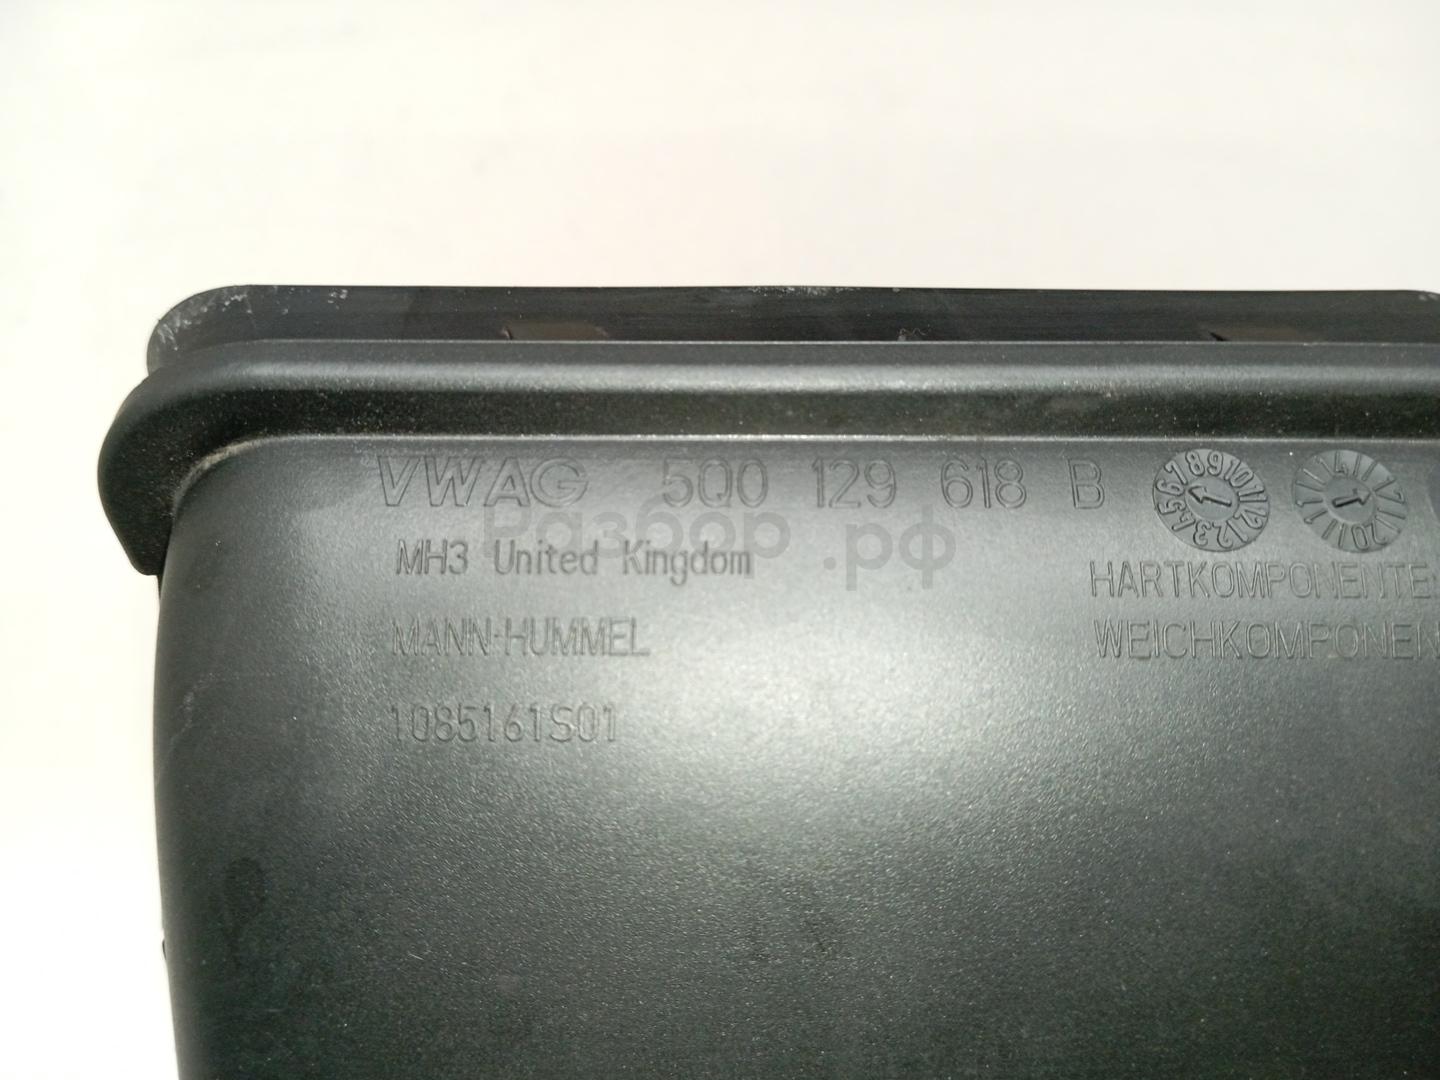 VWAG 5Q0 129 618 B
Разбор.рф
MH3 United Kingdom
HARTKOMPONENTE:
MANN-HUMMEL
WEICHKOMPONEN
1085161S01